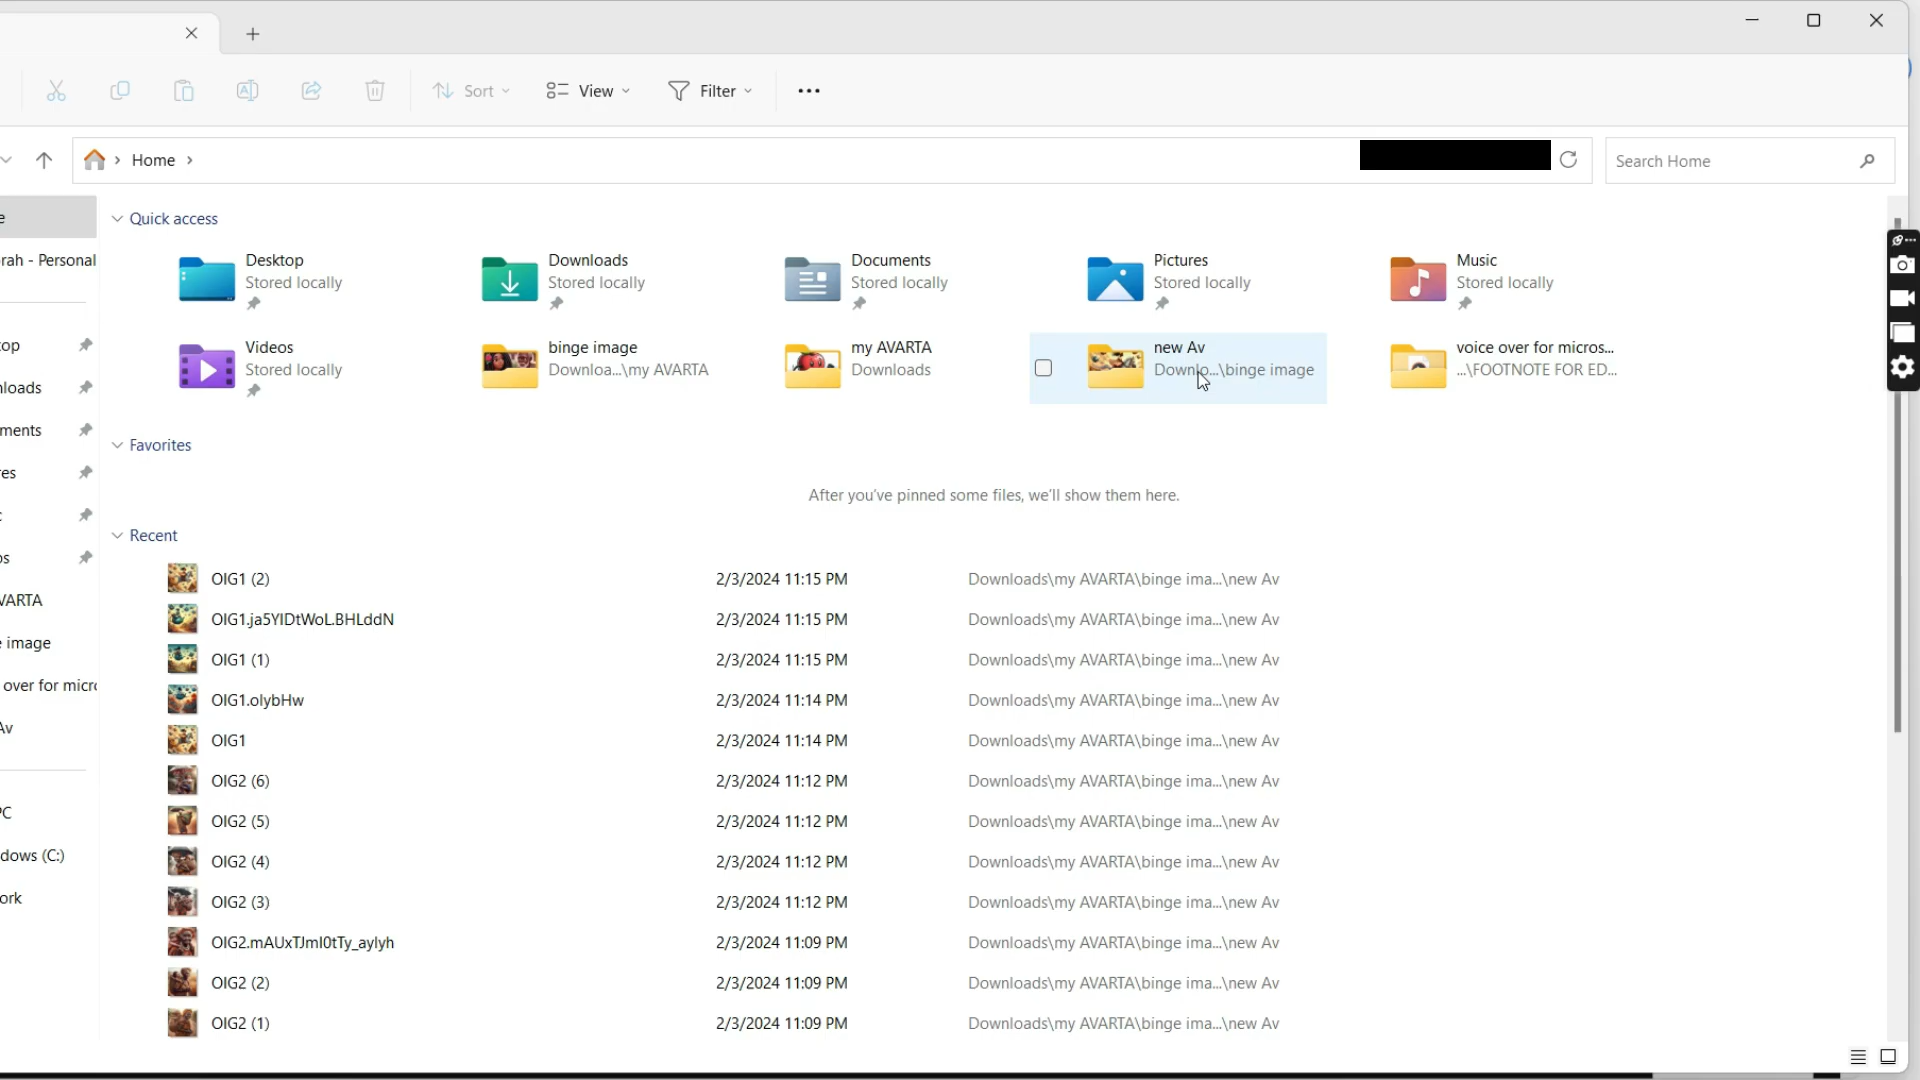 Sort
View
Filter
Home
Search Home
e
rah - Personal
op
nloads
ments
res
c
os
VARTA
e image
over for micro
Av
PC
dows (C:)
ork
Quick access
Desktop
Stored locally
Downloads
Stored locally
Documents
Stored locally
Pictures
Stored locally
Music
Stored locally
Videos
Stored locally
binge image
Downloa...\my AVARTA
my AVARTA
Downloads
new Av
Downlo...\binge image
voice over for micros...
...\FOOTNOTE FOR ED...
Favorites
After you've pinned some files, we'll show them here.
Recent
OIG1 (2) 2/3/2024 11:15 PM Downloads\my AVARTA\binge ima...\new Av
OIG1.ja5YIDtWoL.BHLddN 2/3/2024 11:15 PM Downloads\my AVARTA\binge ima...\new Av
OIG1 (1) 2/3/2024 11:15 PM Downloads\my AVARTA\binge ima...\new Av
OIG1.olybHw 2/3/2024 11:14 PM Downloads\my AVARTA\binge ima...\new Av
OIG1 2/3/2024 11:14 PM Downloads\my AVARTA\binge ima...\new Av
OIG2 (6) 2/3/2024 11:12 PM Downloads\my AVARTA\binge ima...\new Av
OIG2 (5) 2/3/2024 11:12 PM Downloads\my AVARTA\binge ima...\new Av
OIG2 (4) 2/3/2024 11:12 PM Downloads\my AVARTA\binge ima...\new Av
OIG2 (3) 2/3/2024 11:12 PM Downloads\my AVARTA\binge ima...\new Av
OIG2.mAUxTJmI0tTy_aylyh 2/3/2024 11:09 PM Downloads\my AVARTA\binge ima...\new Av
OIG2 (2) 2/3/2024 11:09 PM Downloads\my AVARTA\binge ima...\new Av
OIG2 (1) 2/3/2024 11:09 PM Downloads\my AVARTA\binge ima...\new Av